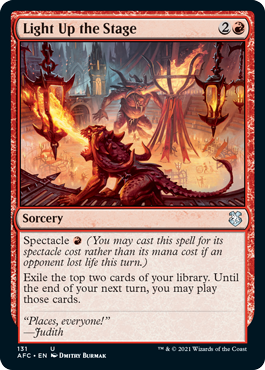 Light Up the Stage 2
Sorcery
Spectacle (You may cast this spell for its
spectacle cost rather than its mana cost if an
opponent lost life this turn.)
Exile the top two cards of your library. Until
the end of your next turn, you may play
those cards.
"Places, everyone!"
—Judith
131 U
AFC • EN DMITRY BURMAK ™ & © 2021 Wizards of the Coast